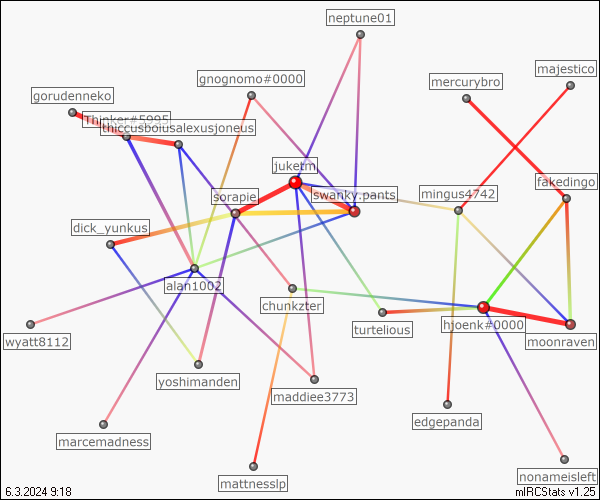 neptune01
majestico
gnognomo#0000
mercurybro
gorudenneko
Thinker#5995
thiccusboiusalexusjoneus
juketm
fakedingo
sorapie
swanky.pants
mingus4742
dick_yunkus
alan1002
chunkzter
turtelious
hjoenk#0000
wyatt8112
moonraven
yoshimanden
maddiee3773
edgepanda
marcemadness
mattnesslp
nonameisleft
6.3.2024 9:18
mIRCStats v1.25